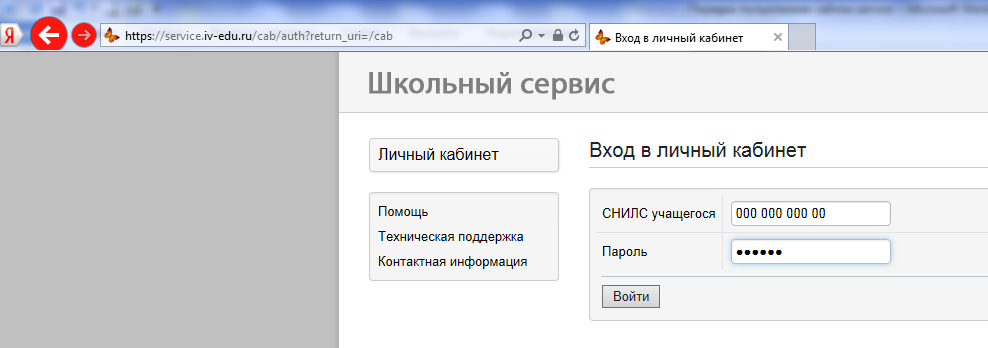 Я
https://service.iv-edu.ru/cab/auth?return_uri=/cab
Вход в личный кабинет
Школьный сервис
Личный кабинет
Помощь
Техническая поддержка
Контактная информация
Вход в личный кабинет
СНИЛС учащегося
000 000 000 00
Пароль
••••••
Войти